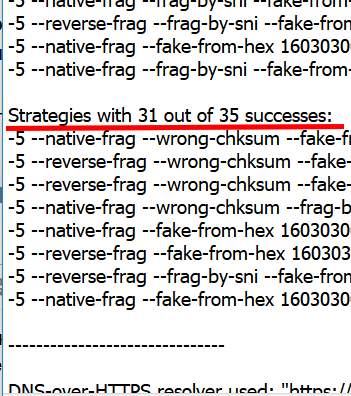 -5 --native-frag --frag-by-sni --fake-from-
-5 --reverse-frag --frag-by-sni --fake-fron
-5 --native-frag --fake-from-hex 1603030
-5 --native-frag --frag-by-sni --fake-from-
Strategies with 31 out of 35 successes:
-5 --native-frag --wrong-chksum --fake-f
-5 --reverse-frag --wrong-chksum --fake-
-5 --reverse-frag --wrong-chksum --fake-
-5 --native-frag --wrong-chksum --frag-b
-5 --native-frag --fake-from-hex 1603030
-5 --reverse-frag --fake-from-hex 160303
-5 --reverse-frag --frag-by-sni --fake-fron
-5 --native-frag --fake-from-hex 1603030
-------------------------------
DNS-over-HTTPS resolver used: "https:/